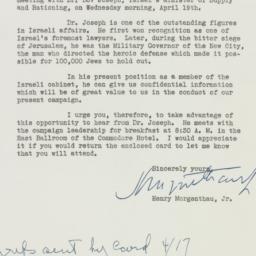 meeting with Dr. Dov Joseph, Israel's Minister of Supply
and Rationing, on Wednesday morning, April 19th.
Dr. Joseph is one of the outstanding figures
in Israeli affairs. He first won recognition as one of
Israel's foremost lawyers. Later, during the bitter siege
of Jerusalem, he was the Military Governor of the New City,
the man who directed the heroic defense which made it pos-
sible for 100,000 Jews to hold out.
In his present position as a member of the
Israeli cabinet, he can give us confidential information
which will be of great value to us in the conduct of our
present campaign.
I urge you, therefore, to take advantage of
this opportunity to hear from Dr. Joseph. He meets with
the campaign leadership for breakfast at 8:30 A. M. in the
East Ballroom of the Commodore Hotel. I would appreciate
it if you would return the enclosed card to let me know
that you will attend.
Sincerely yours,
Henry Morgenthau, Jr.
sent by card 4/17